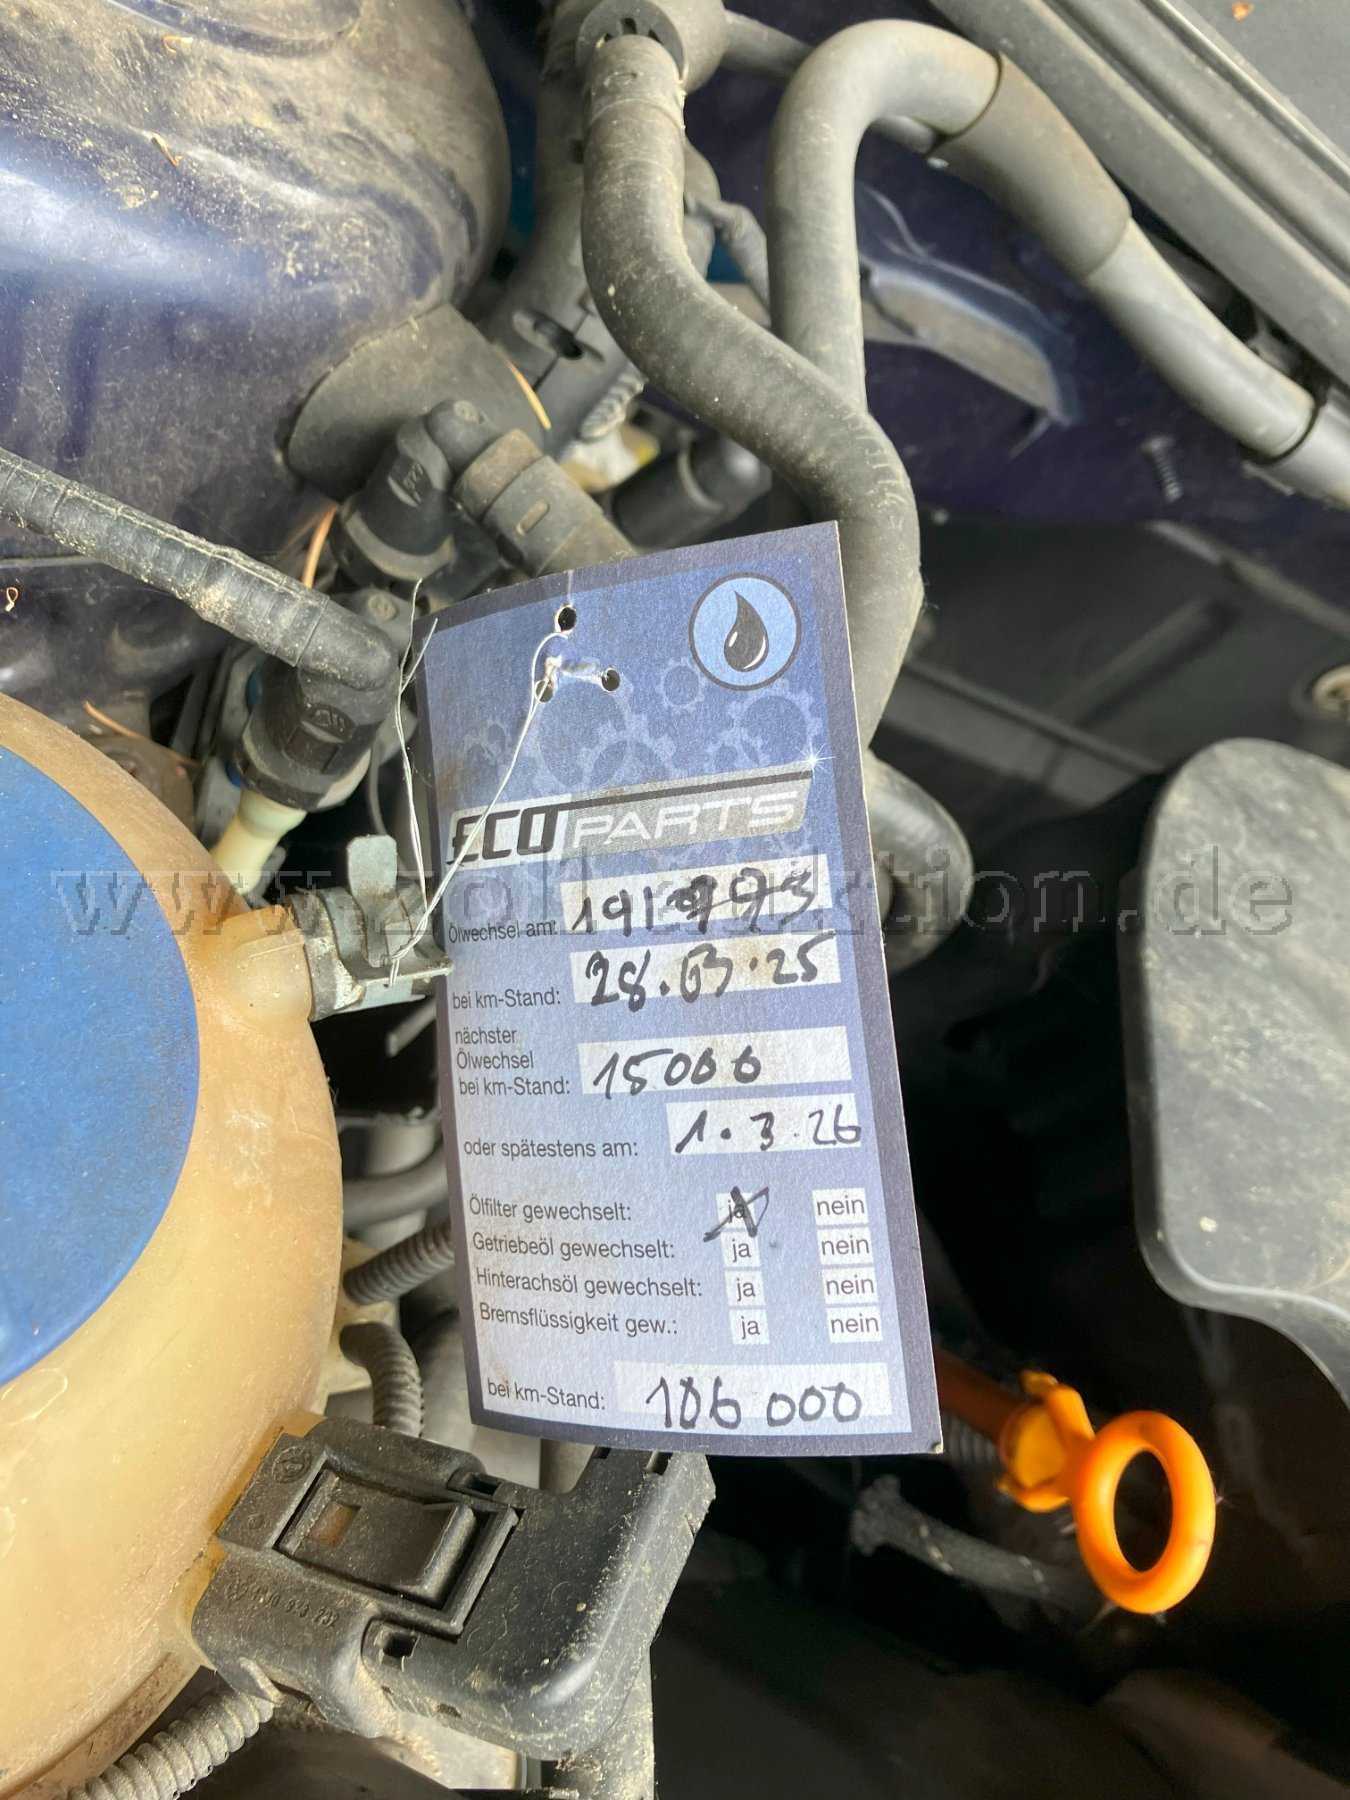 ECO PARTS
www.zollauktion.de
Ölwechsel am:
bei km-Stand: 28.03.25
nächster
Ölwechsel
bei km-Stand: 15000
oder spätestens am: 1.3.26
Ölfilter gewechselt: ja nein
Getriebeöl gewechselt: ja nein
Hinterachsöl gewechselt: ja nein
Bremsflüssigkeit gew.: ja nein
bei km-Stand: 106 000